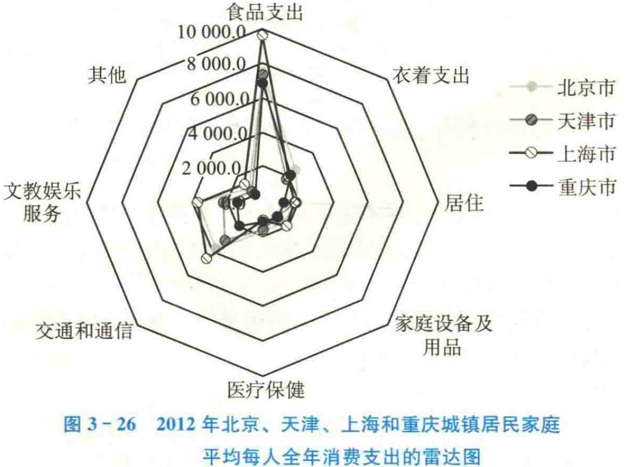 食品支出
10 000.0
8 000.0
6 000.0
4 000.0
2 000.0
其他
衣着支出
北京市
天津市
上海市
重庆市
文教娱乐
服务
居住
交通和通信
家庭设备及
用品
医疗保健
图 3-26 2012 年北京、天津、上海和重庆城镇居民家庭
平均每人全年消费支出的雷达图